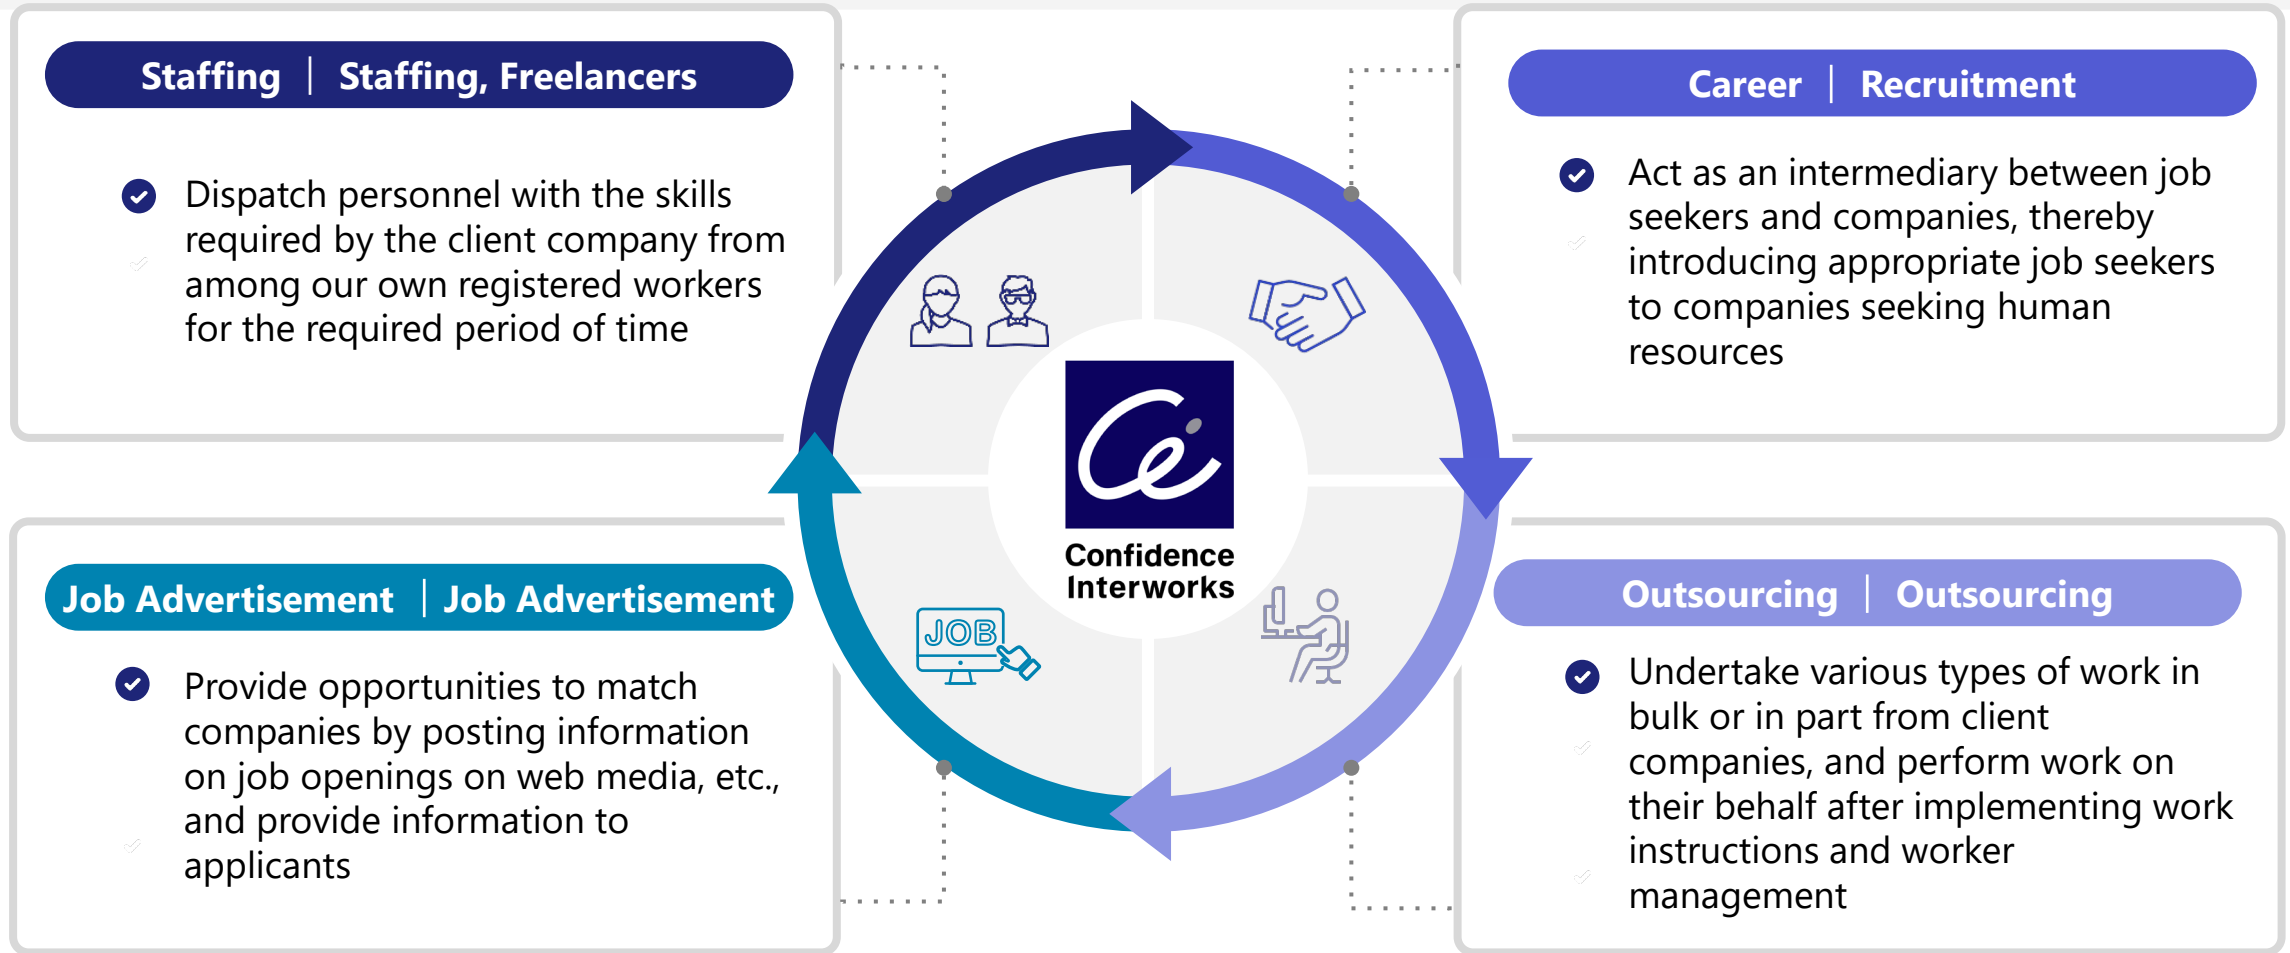 Staffing | Staffing, Freelancers
Dispatch personnel with the skills
required by the client company from
among our own registered workers
for the required period of time
Career | Recruitment
Act as an intermediary between job
seekers and companies, thereby
introducing appropriate job seekers
to companies seeking human
resources
Ci
Confidence
Interworks
JOB
Job Advertisement | Job Advertisement
Provide opportunities to match
companies by posting information
on job openings on web media, etc.,
and provide information to
applicants
Outsourcing | Outsourcing
Undertake various types of work in
bulk or in part from client
companies, and perform work on
their behalf after implementing work
instructions and worker
management